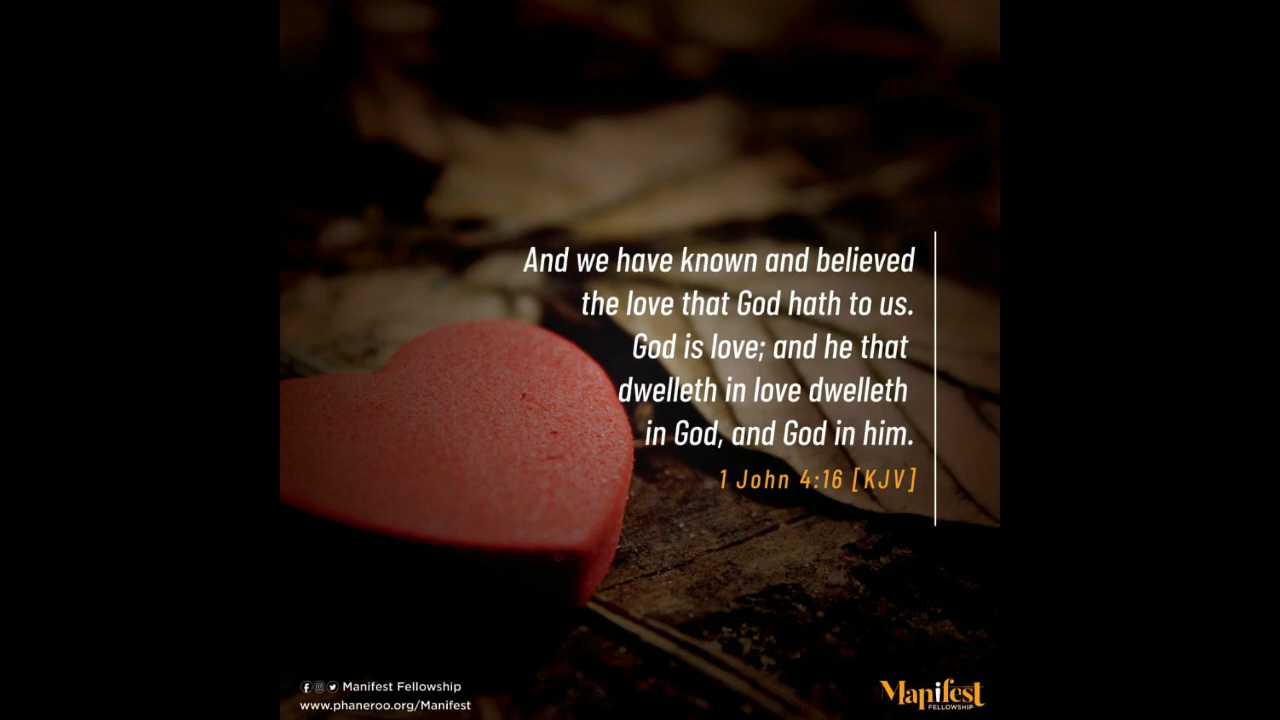 And we have known and believed
the love that God hath to us.
God is love; and he that
dwelleth in love dwelleth
in God, and God in him.
1 John 4:16 [KJV]
Manifest Fellowship
www.phaneroo.org/Manifest
Manifest
FELLOWSHIP